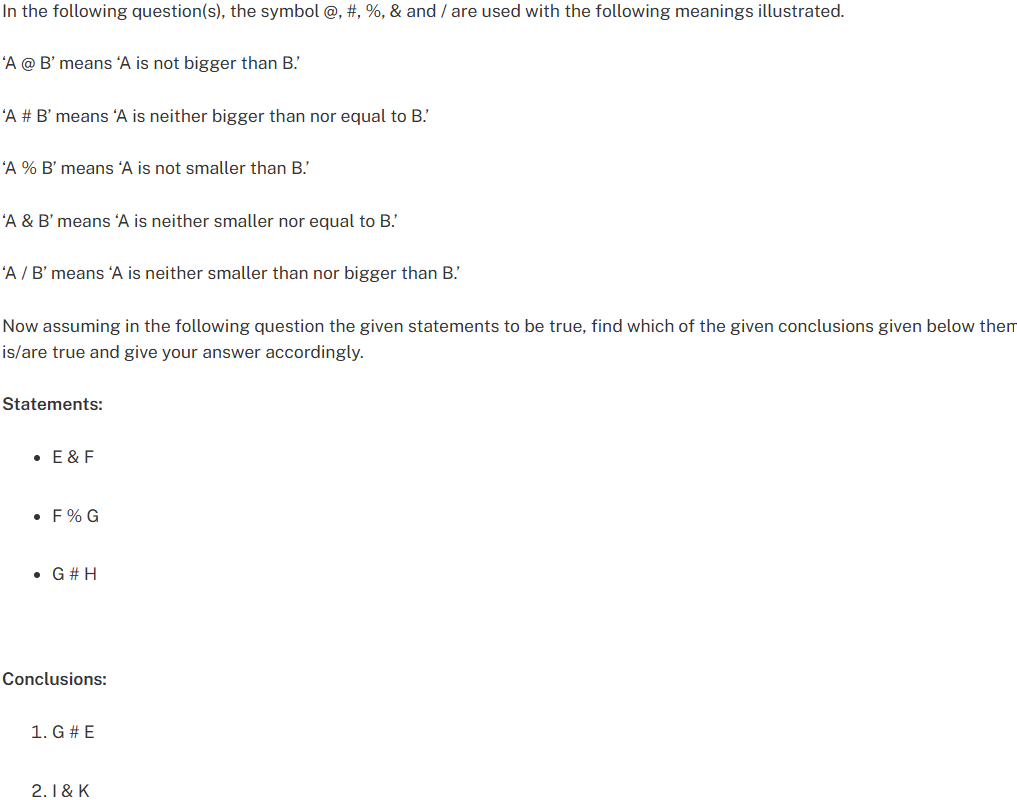 In the following question(s), the symbol @, #, %, & and / are used with the following meanings illustrated.
‘A @ B’ means ‘A is not bigger than B.’
‘A # B’ means ‘A is neither bigger than nor equal to B.’
‘A % B’ means ‘A is not smaller than B.’
‘A & B’ means ‘A is neither smaller nor equal to B.’
‘A / B’ means ‘A is neither smaller than nor bigger than B.’
Now assuming in the following question the given statements to be true, find which of the given conclusions given below them
is/are true and give your answer accordingly.
Statements:
• E & F
• F % G
• G # H
Conclusions:
1. G # E
2. I & K